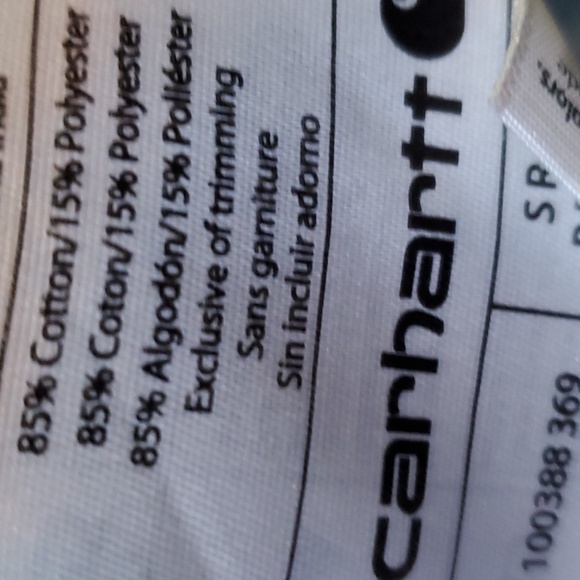 85% Cotton/15% Polyester
85% Coton/15% Polyester
85% Algodón/15% Poliéster
Exclusive of trimming
Sans garniture
Sin incluir adorno
carhartt
S R
100388 369
olors.